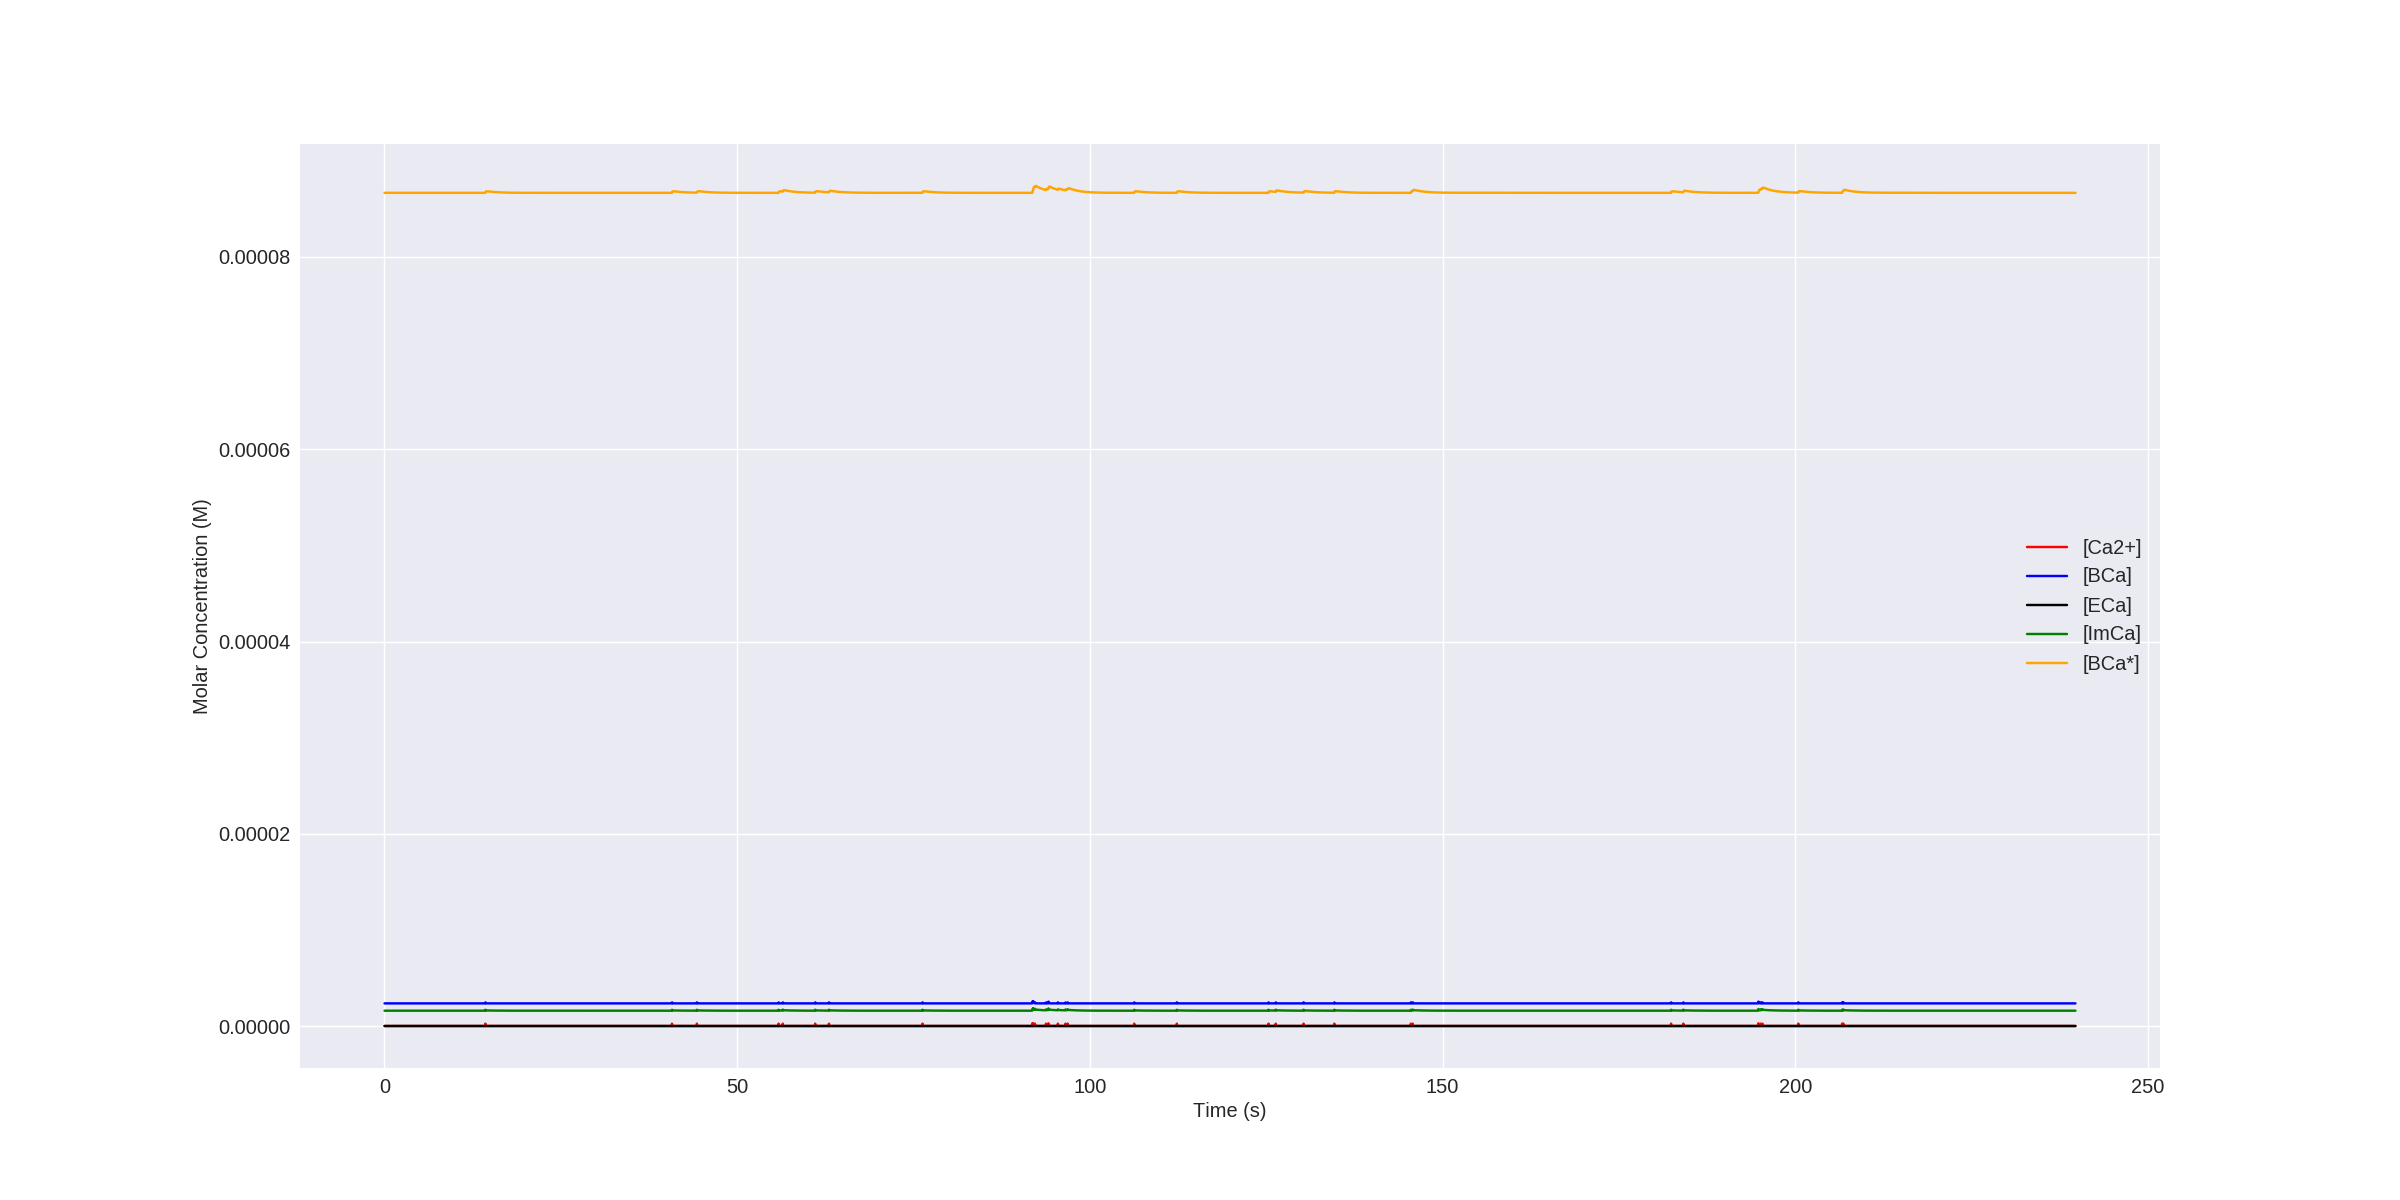 0.00008
0.00006
0.00004
0.00002
0.00000
Molar Concentration (M)
[Ca2+]
[BCa]
[ECa]
[ImCa]
[BCa*]
0 50 100 150 200 250
Time (s)